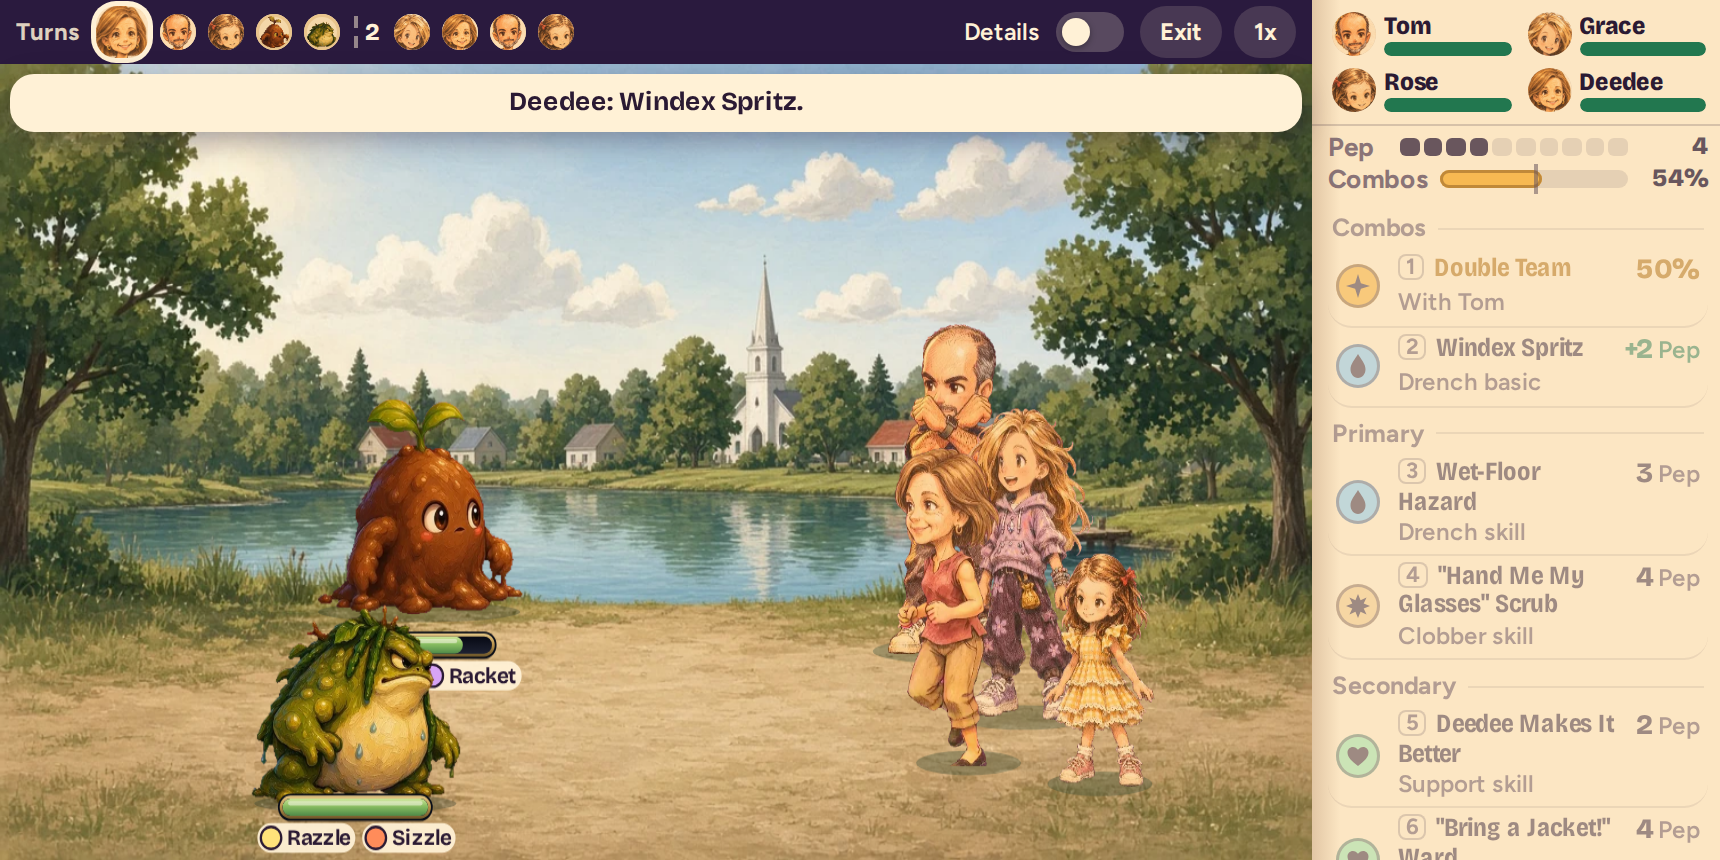 Turns
2
Details
Exit
1x
Deedee: Windex Spritz.
Racket
Razzle
Sizzle
Tom
Grace
Rose
Deedee
Pep
4
Combos
54%
Combos
1 Double Team 50%
With Tom
2 Windex Spritz +2 Pep
Drench basic
Primary
3 Wet-Floor 3 Pep
Hazard
Drench skill
4 "Hand Me My 4 Pep
Glasses" Scrub
Clobber skill
Secondary
5 Deedee Makes It 2 Pep
Better
Support skill
6 "Bring a Jacket!" 4 Pep
Ward